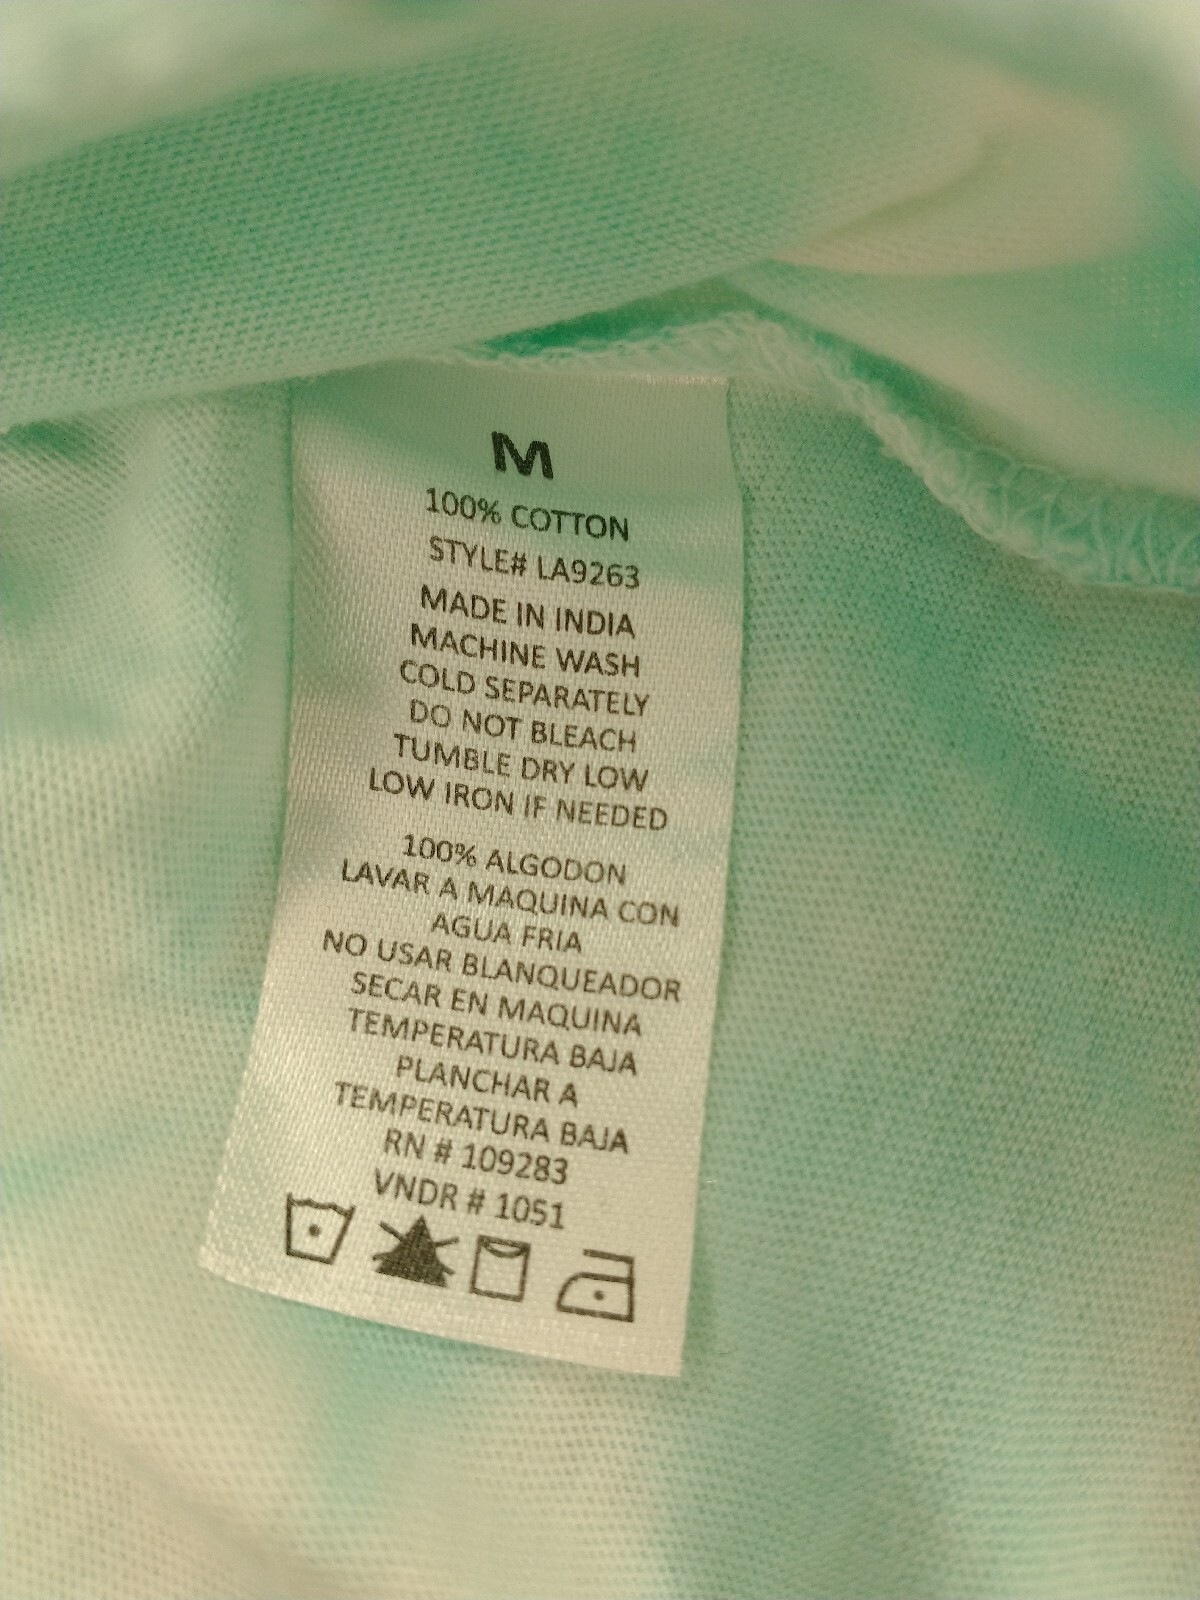 M
100% COTTON
STYLE# LA9263
MADE IN INDIA
MACHINE WASH
COLD SEPARATELY
DO NOT BLEACH
TUMBLE DRY LOW
LOW IRON IF NEEDED
100% ALGODON
LAVAR A MAQUINA CON
AGUA FRIA
NO USAR BLANQUEADOR
SECAR EN MAQUINA
TEMPERATURA BAJA
PLANCHAR A
TEMPERATURA BAJA
RN # 109283
VNDR # 1051